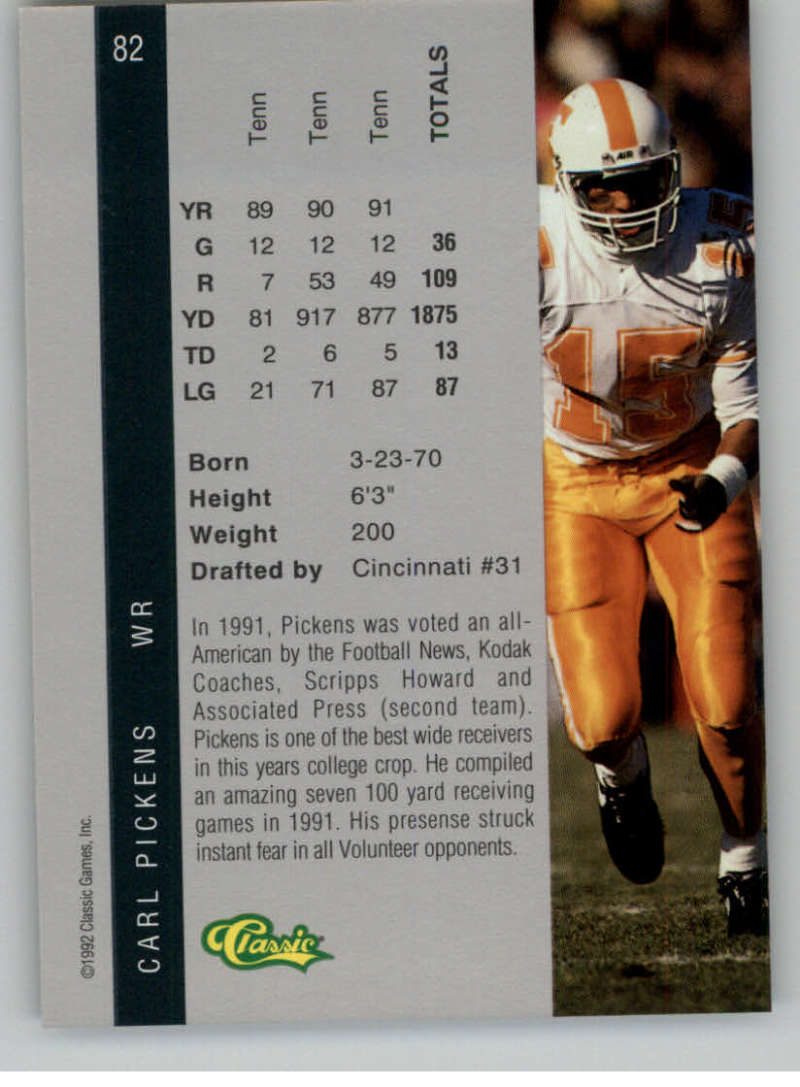 82
Tenn Tenn Tenn TOTALS
YR 89 90 91
G 12 12 12 36
R 7 53 49 109
YD 81 917 877 1875
TD 2 6 5 13
LG 21 71 87 87
Born 3-23-70
Height 6'3"
Weight 200
Drafted by Cincinnati #31
In 1991, Pickens was voted an all-
American by the Football News, Kodak
Coaches, Scripps Howard and
Associated Press (second team).
Pickens is one of the best wide receivers
in this years college crop. He compiled
an amazing seven 100 yard receiving
games in 1991. His presense struck
instant fear in all Volunteer opponents.
Classic
CARL PICKENS WR
©1992 Classic Games, Inc.
AIR
15
5